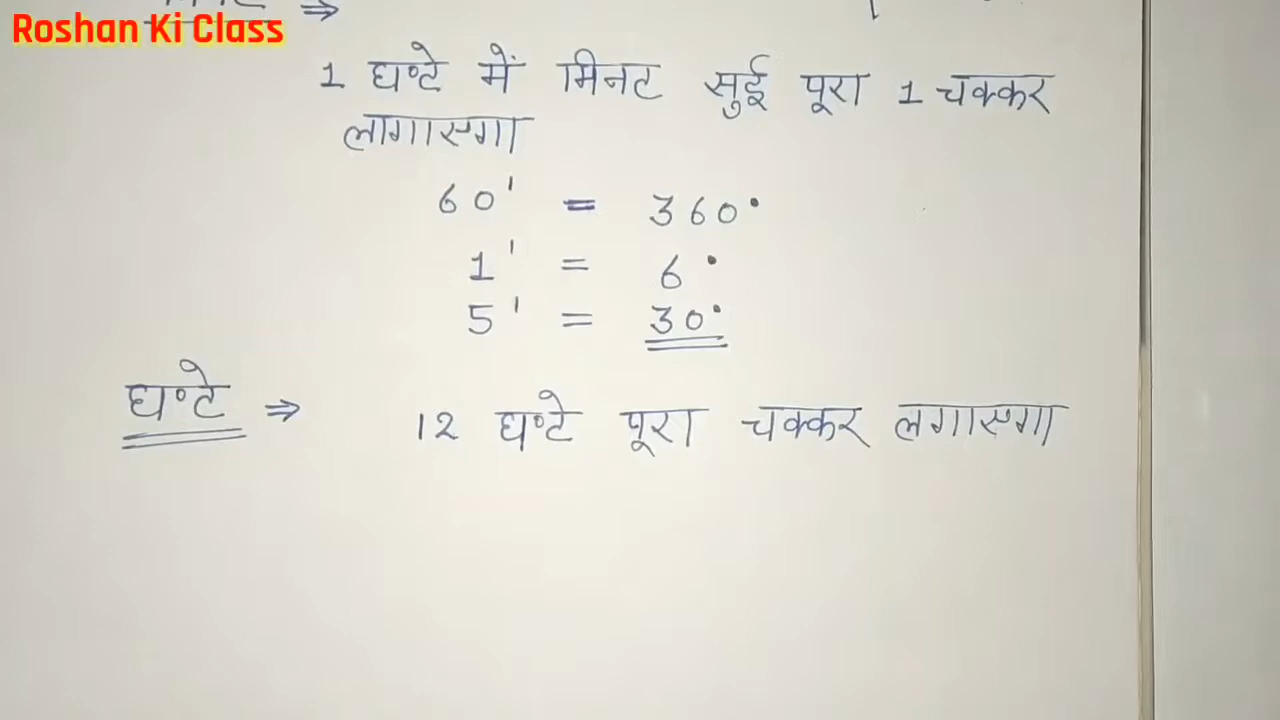 Roshan Ki Class
⇒
1 घण्टे में मिनट सुई पूरा 1 चक्कर
लागाएगा
60' = 360°
1' = 6°
5' = 30°
घण्टे ⇒ 12 घण्टे पूरा चक्कर लगाएगा